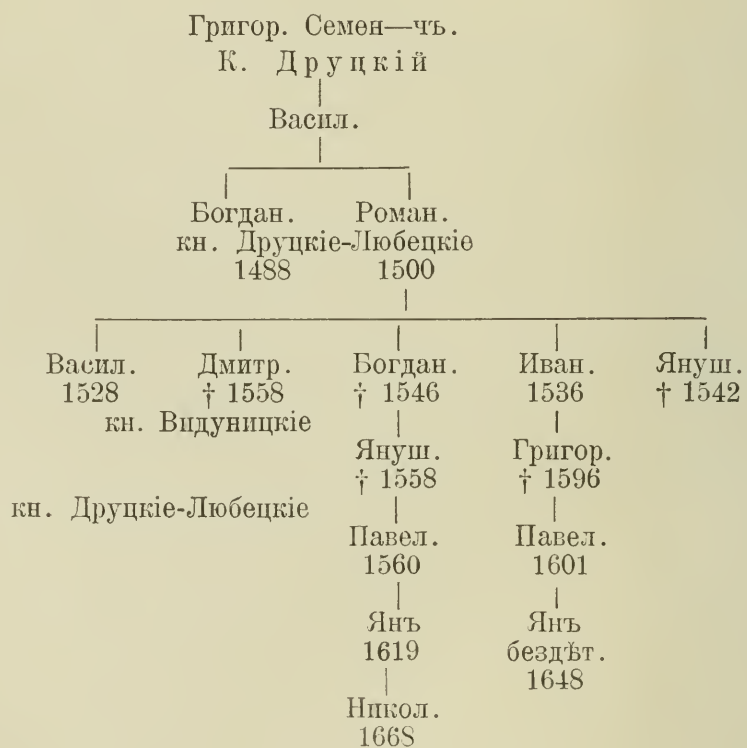 Григор. Семен—чъ.
К. Друцкій
Васил.
Богдан. Роман.
кн. Друцкіе-Любецкіе
1488 1500
Васил. Дмитр. Богдан. Иван. Януш.
1528 † 1558 † 1546 1536 † 1542
кн. Видуницкіе
Януш. Григор.
† 1558 † 1596
кн. Друцкіе-Любецкіе
Павел. Павел.
1560 1601
Янъ Янъ
1619 бездѣт.
1648
Никол.
1668